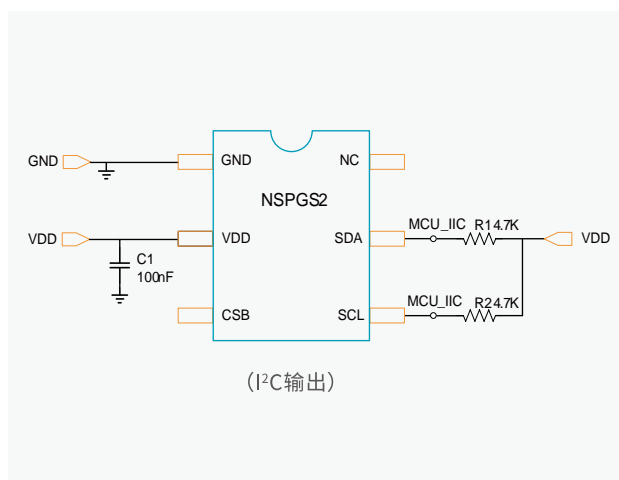 GND
GND
NC
NSPGS2
MCU_IIC
R1 4.7K
VDD
VDD
SDA
VDD
C1
100nF
MCU_IIC
R2 4.7K
CSB
SCL
(I²C输出)